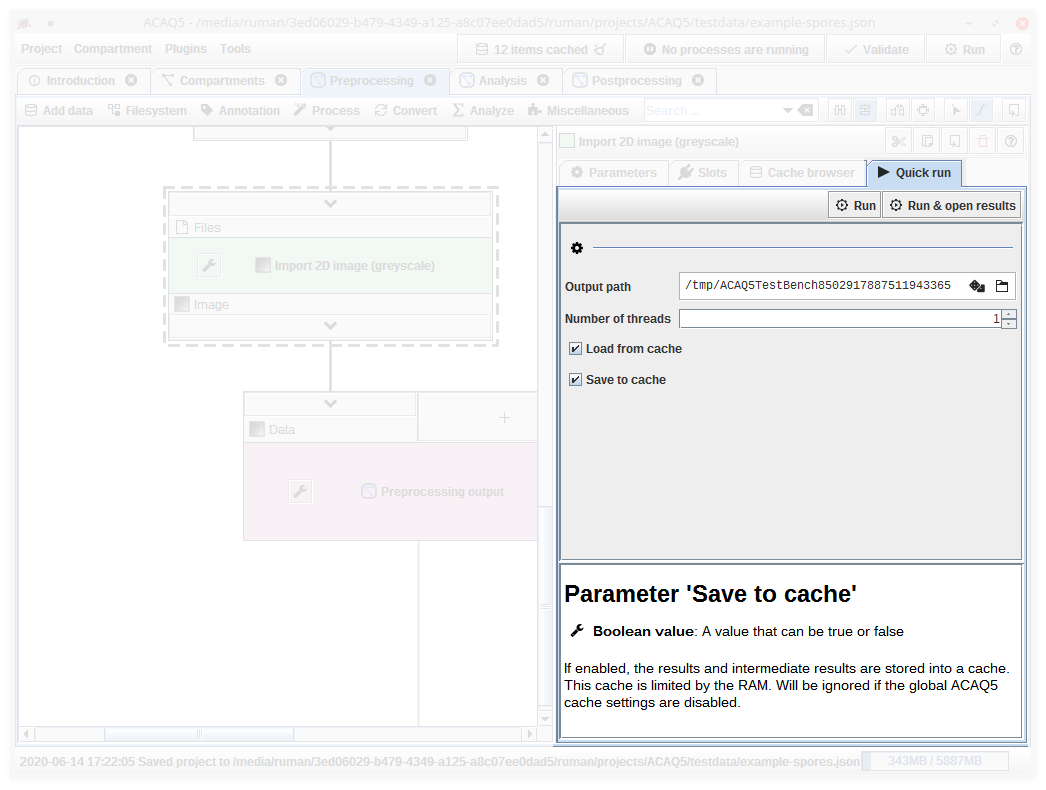 ACAQ5 - /media/ruman/3ed06029-b479-4349-a125-a8c07ee0dad5/ruman/projects/ACAQ5/testdata/example-spores.json
Project Compartment Plugins Tools
12 items cached
No processes are running
Validate
Run
Introduction
Compartments
Preprocessing
Analysis
Postprocessing
Add data
Filesystem
Annotation
Process
Convert
Analyze
Miscellaneous
Search ...
Files
Import 2D image (greyscale)
Image
Data
Preprocessing output
Import 2D image (greyscale)
Parameters
Slots
Cache browser
Quick run
Run
Run & open results
Output path /tmp/ACAQ5TestBench8502917887511943365
Number of threads 1
Load from cache
Save to cache
Parameter 'Save to cache'
Boolean value: A value that can be true or false
If enabled, the results and intermediate results are stored into a cache.
This cache is limited by the RAM. Will be ignored if the global ACAQ5
cache settings are disabled.
2020-06-14 17:22:05 Saved project to /media/ruman/3ed06029-b479-4349-a125-a8c07ee0dad5/ruman/projects/ACAQ5/testdata/example-spores.json
343MB / 5887MB